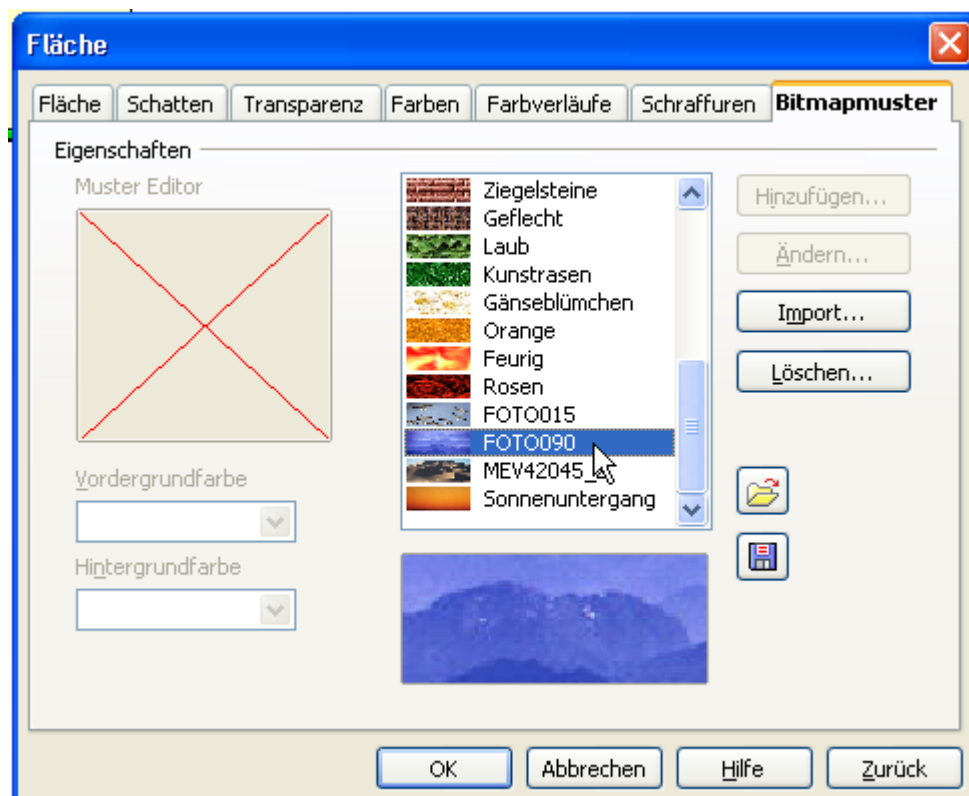 Fläche
Fläche Schatten Transparenz Farben Farbverläufe Schraffuren Bitmapmuster
Eigenschaften
Muster Editor
Ziegelsteine
Geflecht
Laub
Kunstrasen
Gänseblümchen
Orange
Feurig
Rosen
FOTO015
FOTO090
MEV42045_
Sonnenuntergang
Hinzufügen...
Ändern...
Import...
Löschen...
Vordergrundfarbe
Hintergrundfarbe
OK Abbrechen Hilfe Zurück